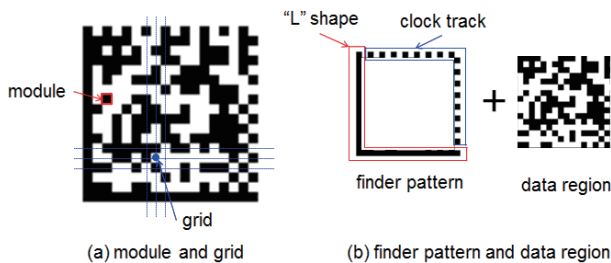 “L” shape
clock track
module
+
finder pattern
data region
grid
(a) module and grid
(b) finder pattern and data region